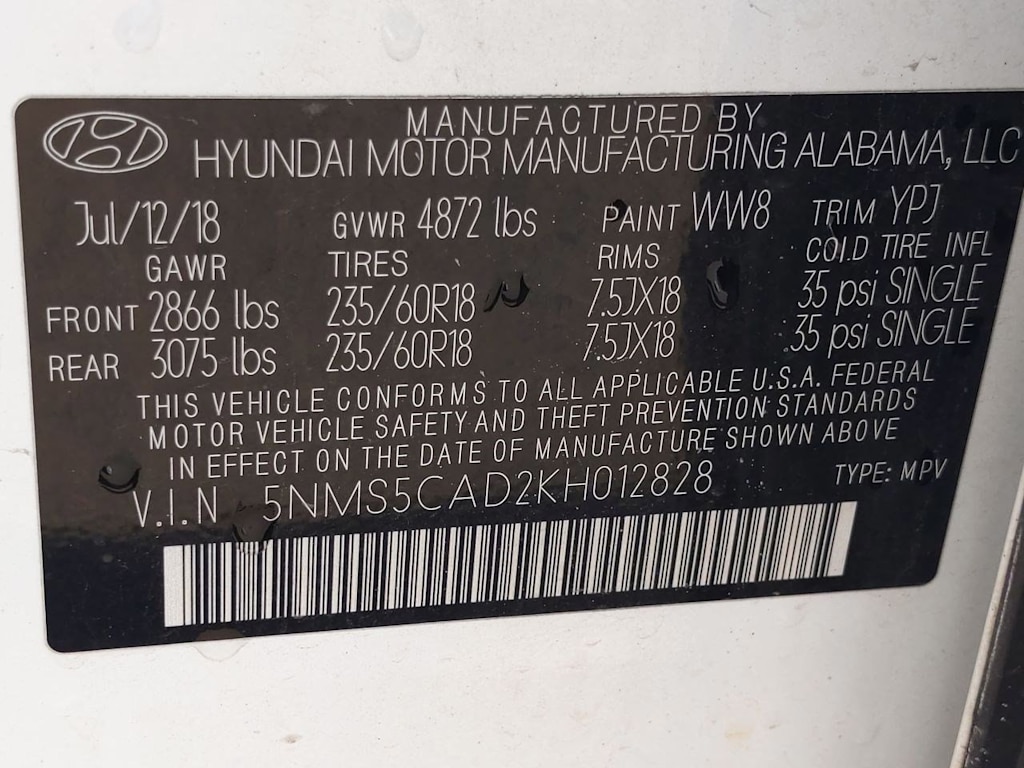 MANUFACTURED BY
HYUNDAI MOTOR MANUFACTURING ALABAMA, LLC
Jul/12/18 GVWR 4872 lbs PAINT WW8 TRIM YPJ
GAWR TIRES RIMS COLD TIRE INFL
FRONT 2866 lbs 235/60R18 7.5JX18 35 psi SINGLE
REAR 3075 lbs 235/60R18 7.5JX18 35 psi SINGLE
THIS VEHICLE CONFORMS TO ALL APPLICABLE U.S.A. FEDERAL
MOTOR VEHICLE SAFETY AND THEFT PREVENTION STANDARDS
IN EFFECT ON THE DATE OF MANUFACTURE SHOWN ABOVE
V.I.N 5NMS5CAD2KH012828 TYPE: MPV